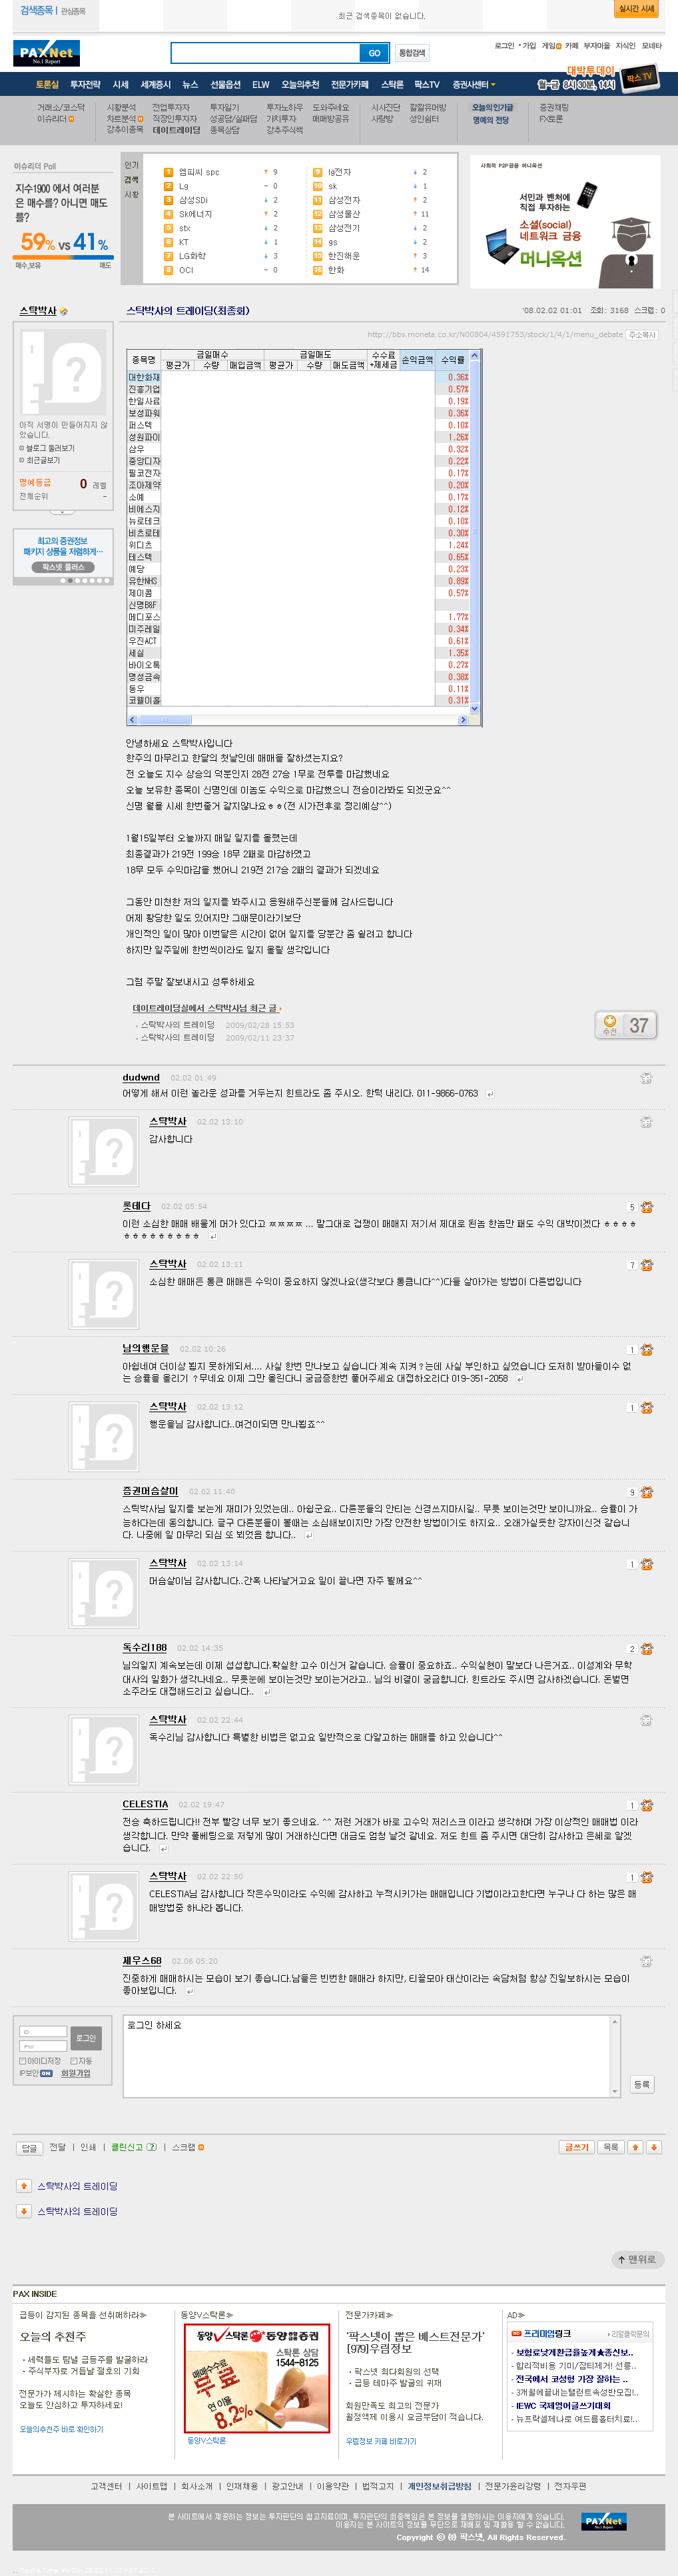 검색종목 | 관심종목
최근 검색종목이 없습니다.
실시간 시세
PAXNet
No.1 Report
GO
통합검색
로그인 • 가입 게임 카페 부자마을 지식인 모네타
토론실 투자전략 시세 세계증시 뉴스 선물옵션 ELW 오늘의추천 전문가카페 스탁론 팍스TV 증권사센터
대박투데이
월~금 8시 30분, 14시
팍스 TV
거래소/코스닥 시황분석 전업투자자 투자일기 투자노하우 도와주세요 시사진단 칼럼유머방 오늘의 인기글 증권채팅
이슈리더 차트분석 직장인투자자 성공담/실패담 가치투자 매매방공유 사랑방 성인쉼터 명예의 전당 FX토론
강추이종목 데이트레이딩 종목상담 강추주식책
이슈리더 Poll
지수1900 에서 여러분은 매수를? 아니면 매도를?
59% vs 41%
매수,보유 매도
인기
검색
시황
1 엠피씨 spc ↑ 9
2 Lg - 0
3 삼성SDi ↓ 2
4 Sk에너지 ↑ 2
5 stx ↓ 2
6 KT ↓ 1
7 LG화학 ↓ 3
8 OCI - 0
9 lg전자 ↓ 2
10 sk ↓ 1
11 삼성전자 ↑ 2
12 삼성물산 ↑ 11
13 삼성전기 ↓ 2
14 gs ↓ 2
15 한진해운 ↑ 3
16 한화 ↑ 14
사회적 P2P금융 머니옥션
서민과 벤처에
직접 투자하는
소셜(social)
네트워크 금융
머니옥션
스탁박사
스탁박사의 트레이딩(최종회)
'08.02.02 01:01 조회: 3168 스크랩: 0
http://bbs.moneta.co.kr/N00804/4591753/stock/1/4/1/menu_debate 주소복사
아직 서명이 만들어지지 않았습니다.
블로그 둘러보기
최근글보기
명예등급 0 레벨
전체순위 -
최고의 증권정보
패키지 상품을 저렴하게…
팍스넷 플러스
종목명 금일매수 금일매도 수수료+제세금 손익금액 수익률
평균가 수량 매입금액 평균가 수량 매도금액
대한화재 0.36%
진흥기업 0.57%
한일사료 0.19%
보성파워 0.36%
퍼스텍 0.10%
성원파이 1.26%
삼우 0.32%
중앙디자 0.22%
필코전자 0.17%
조아제약 0.20%
소예 0.17%
비에스지 0.12%
뉴로테크 0.10%
비츠로테 0.30%
위디츠 1.24%
테스텍 0.65%
예당 0.23%
유한NHS 0.89%
제이콤 0.57%
신명B&F
메디포스 1.77%
미주레일 0.34%
우진ACT 0.61%
세실 1.35%
바이오톡 0.27%
명성금속 0.38%
동우 0.11%
코웰이홀 0.31%
안녕하세요 스탁박사입니다
한주의 마무리고 한달의 첫날인데 매매들 잘하셨는지요?
전 오늘도 지수 상승의 덕분인지 28전 27승 1무로 전투를 마감했네요
오늘 보유한 종목이 신명인데 이놈도 수익으로 마감했으니 전승이라봐도 되겠군요^^
신명 월욜 시세 한번줄거 같지않나요ㅎㅎ(전 시가전후로 정리예상^^)
1월15일부터 오늘까지 매일 일지를 올렸는데
최종결과가 219전 199승 18무 2패로 마감하였고
18무 모두 수익마감을 했어니 219전 217승 2패의 결과가 되겠네요
그동안 미천한 저의 일지를 봐주시고 응원해주신분들께 감사드립니다
어제 황당한 일도 있어지만 그때문이라기보단
개인적인 일이 많아 이번달은 시간이 없어 일지를 당분간 좀 쉴려고 합니다
하지만 일주일에 한번씩이라도 일지 올릴 생각입니다
그럼 주말 잘보내시고 성투하세요
데이트레이딩실에서 스탁박사님 최근 글
스탁박사의 트레이딩 2009/02/28 15:53
스탁박사의 트레이딩 2009/02/11 23:37
추천 37
dudwnd 02.02 01:49
어떻게 해서 이런 놀라운 성과를 거두는지 힌트라도 좀 주시오. 한턱 내리다. 011-9866-0763
스탁박사 02.02 13:10
감사합니다
롯데다 02.02 05:54 5
이런 소심한 매매 배울게 머가 있다고 ㅉㅉㅉㅉ ... 말그대로 겁쟁이 매매지 저기서 제대로 된놈 한놈만 패도 수익 대박이겠다 ㅎㅎㅎㅎ
ㅎㅎㅎㅎㅎㅎㅎㅎㅎ
스탁박사 02.02 13:11 7
소심한 매매든 통큰 매매든 수익이 중요하지 않겠나요(생각보다 통큼니다^^)다들 살아가는 방법이 다른법입니다
님의행운을 02.02 10:26 1
아쉽네여 더이상 뵙지 못하게되서.... 사실 한번 만나보고 싶습니다 계속 지켜?는데 사실 부인하고 싶었습니다 도저히 받아들이수 없
는 승률을 올리기 ?무네요 이제 그만 올린다니 궁금증한번 풀어주세요 대접하오리다 019-351-2058
스탁박사 02.02 13:12 1
행운을님 감사합니다..여건이되면 만나뵙죠^^
증권머슴살이 02.02 11:40 9
스틱박사님 일지를 보는게 재미가 있었는데.. 아쉽군요.. 다른분들의 안티는 신경쓰지마시길.. 무릇 보이는것만 보이니까요.. 승률이 가
능하다는데 동의합니다. 글구 다른분들이 볼때는 소심해보이지만 가장 안전한 방법이기도 하지요.. 오래가실듯한 강자이신것 같습니
다. 나중에 일 마무리 되심 또 뵈었음 합니다..
스탁박사 02.02 13:14 1
머슴살이님 감사합니다..간혹 나타날거고요 일이 끝나면 자주 뵐께요^^
독수리188 02.02 14:35 2
님의일지 계속보는데 이제 섭섭합니다.확실한 고수 이신거 같습니다. 승률이 중요하죠.. 수익실현이 말보다 나은거죠.. 이성계와 무학
대사의 일화가 생각나네요.. 무릇눈에 보이는것만 보이는거라고.. 님의 비결이 궁금합니다. 힌트라도 주시면 감사하겠습니다. 돈벌면
소주라도 대접해드리고 싶습니다..
스탁박사 02.02 22:44
독수리님 감사합니다 특별한 비법은 없고요 일반적으로 다알고하는 매매를 하고 있습니다^^
CELESTIA 02.02 19:47 1
전승 축하드립니다!! 전부 빨강 너무 보기 좋으네요. ^^ 저런 거래가 바로 고수익 저리스크 이라고 생각하며 가장 이상적인 매매법 이라
생각합니다. 만약 풀베팅으로 저렇게 많이 거래하신다면 대금도 엄청 날것 같네요. 저도 힌트 좀 주시면 대단히 감사하고 은혜로 알겠
습니다.
스탁박사 02.02 22:50 1
CELESTIA님 감사합니다 작은수익이라도 수익에 감사하고 누적시키가는 매매입니다 기법이라고한다면 누구나 다 하는 많은 매
매방법중 하나라 봅니다.
제우스68 02.06 05:20
진중하게 매매하시는 모습이 보기 좋습니다.남들은 빈번한 매매라 하지만, 티끌모아 태산이라는 속담처럼 항상 진일보하시는 모습이
좋아보입니다.
로그인
아이디저장 자동
IP보안 ON 회원가입
로그인 하세요
등록
답글 전달 | 인쇄 | 클린신고 | 스크랩
글쓰기 목록
스탁박사의 트레이딩
스탁박사의 트레이딩
↑ 맨위로
PAX INSIDE
급등이 감지된 종목을 선취매하라≫
오늘의 추천주
· 세력들도 탐낼 급등주를 발굴하라
· 주식부자로 거듭날 절호의 기회
전문가가 제시하는 확실한 종목
오늘도 안심하고 투자하세요!
오늘의추천주 바로 확인하기
동양V스탁론≫
동양V스탁론 동양종합금융증권
스탁론 상담
1544-8152
매매수수료
무료
연이율
8.2%
동양V스탁론
전문가카페≫
'팍스넷이 뽑은 베스트전문가'
[979]우림정보
· 팍스넷 최다회원의 선택
· 급등 테마주 발굴의 귀재
회원만족도 최고의 전문가
월정액제 이용시 요금부담이 적습니다.
우림정보 카페 바로가기
AD≫
프리미엄링크 리얼클릭문의
- 보험료낮게환급률높게★종신보..
- 합리적비용 기미/잡티제거! 선릉..
- 전국에서 코성형 가장 잘하는 ..
- 3개월에끝내는탤런트속성반모집!..
- IEWC 국제영어글쓰기대회
- 뉴프락셀제나로 여드름흉터치료!..
고객센터 | 사이트맵 | 회사소개 | 인재채용 | 광고안내 | 이용약관 | 법적고지 | 개인정보취급방침 | 전문가윤리강령 | 전자우편
본 사이트에서 제공하는 정보는 투자판단의 참고자료이며, 투자판단의 최종책임은 본 정보를 열람하시는 이용자에게 있습니다.
이용자는 본 사이트의 정보를 무단으로 재배포 및 재활용 할 수 없습니다.
Copyright ⓒ ㈜ 팍스넷, All Rights Reserved.
PAXNet
No.1 Report